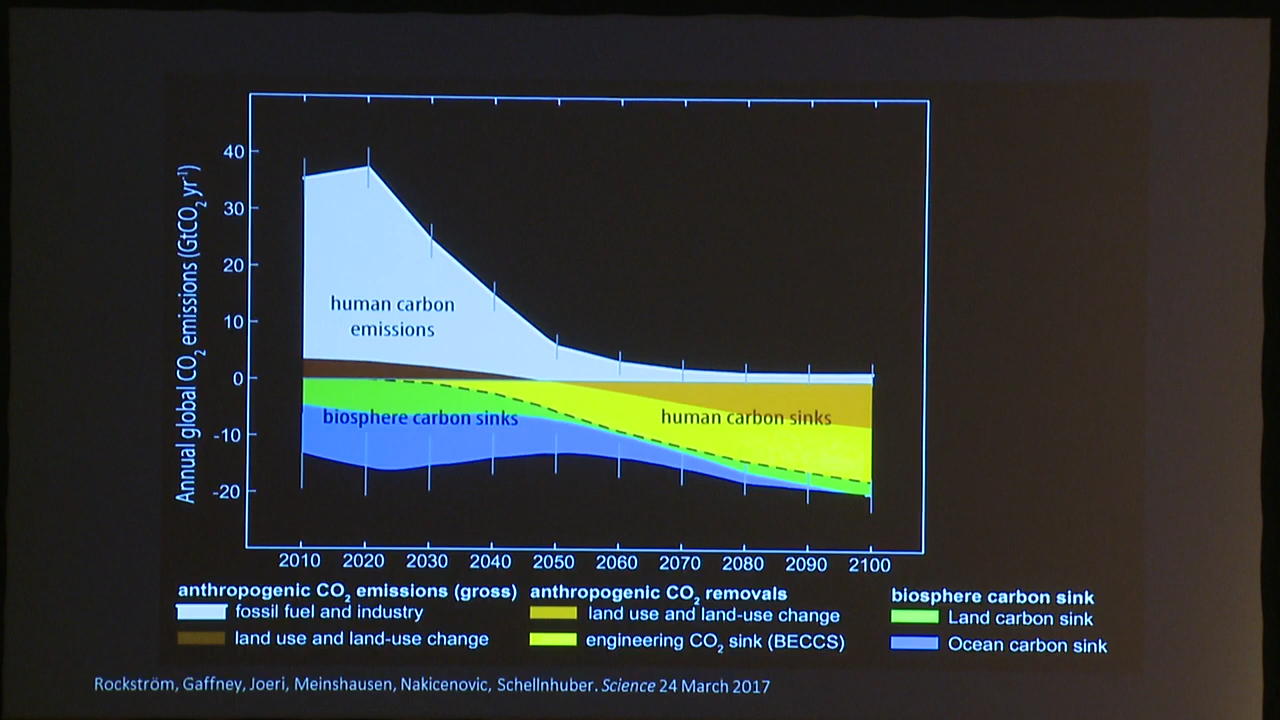 Annual global CO₂ emissions (GtCO₂ yr⁻¹)
40
30
20
10
0
-10
-20
human carbon
emissions
biosphere carbon sinks
human carbon sinks
2010 2020 2030 2040 2050 2060 2070 2080 2090 2100
anthropogenic CO₂ emissions (gross)
fossil fuel and industry
land use and land-use change
anthropogenic CO₂ removals
land use and land-use change
engineering CO₂ sink (BECCS)
biosphere carbon sink
Land carbon sink
Ocean carbon sink
Rockström, Gaffney, Joeri, Meinshausen, Nakicenovic, Schellnhuber. Science 24 March 2017